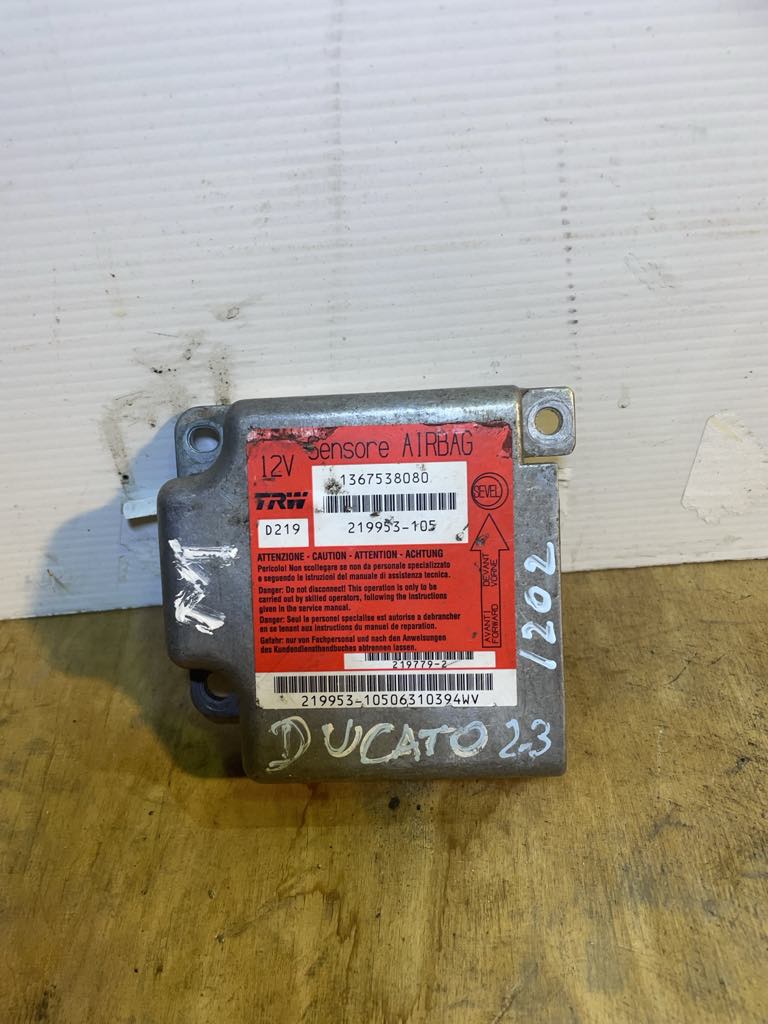 12V Sensore AIRBAG
1367538080
TRW
SEVEL
D219
219953-105
ATTENZIONE - CAUTION - ATTENTION - ACHTUNG
Pericolo! Non scollegare se non da personale specializzato
e seguendo le istruzioni del manuale di assistenza tecnica.
Danger: Do not disconnect! This operation is only to be
carried out by skilled operators, following the instructions
given in the service manual.
Danger: Seul la personel specialise est autorise a debrancher
en se tenant aux instructions du manuel de reparation.
Gefahr: nur von Fachpersonal und nach den Anweisungen
des Kundendiensthandbuches abtrennen lassen.
AVANTI DEVANT
FORWARD VORNE
219779-2
219953-10506310394WV
M
1202
DUCATO 2.3